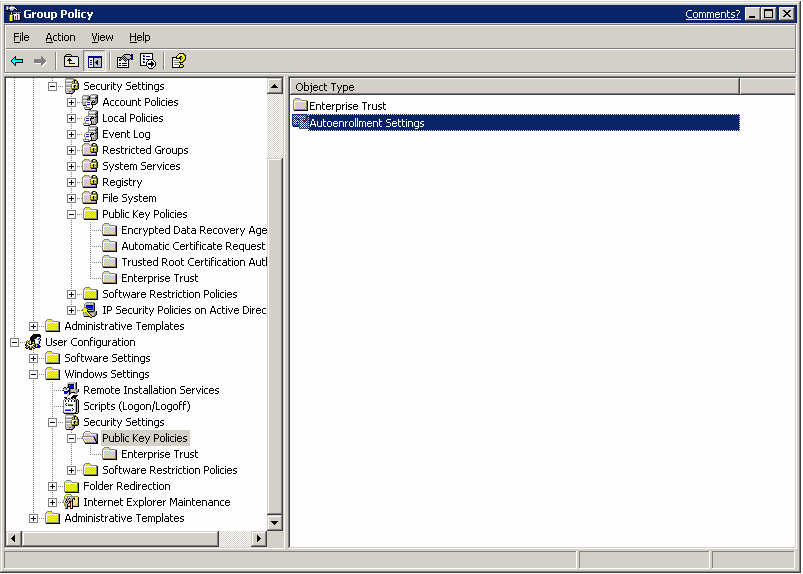 Group Policy Comments?
File Action View Help
Object Type
Enterprise Trust
Autoenrollment Settings
Security Settings
Account Policies
Local Policies
Event Log
Restricted Groups
System Services
Registry
File System
Public Key Policies
Encrypted Data Recovery Age
Automatic Certificate Request
Trusted Root Certification Aut
Enterprise Trust
Software Restriction Policies
IP Security Policies on Active Direc
Administrative Templates
User Configuration
Software Settings
Windows Settings
Remote Installation Services
Scripts (Logon/Logoff)
Security Settings
Public Key Policies
Enterprise Trust
Software Restriction Policies
Folder Redirection
Internet Explorer Maintenance
Administrative Templates